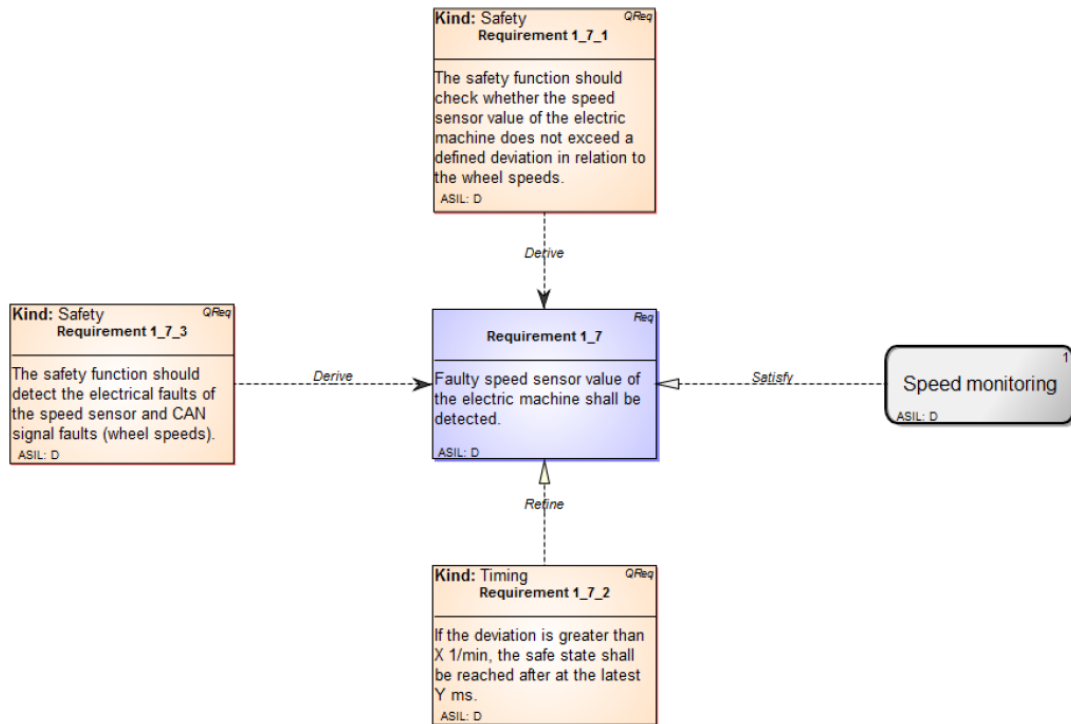 Kind: Safety QReq
Requirement 1_7_1
The safety function should
check whether the speed
sensor value of the electric
machine does not exceed a
defined deviation in relation to
the wheel speeds.
ASIL: D
Derive
Kind: Safety QReq
Requirement 1_7_3
The safety function should
detect the electrical faults of
the speed sensor and CAN
signal faults (wheel speeds).
ASIL: D
Derive
Req
Requirement 1_7
Faulty speed sensor value of
the electric machine shall be
detected.
ASIL: D
Satisfy
1
Speed monitoring
ASIL: D
Refine
Kind: Timing QReq
Requirement 1_7_2
If the deviation is greater than
X 1/min, the safe state shall
be reached after at the latest
Y ms.
ASIL: D